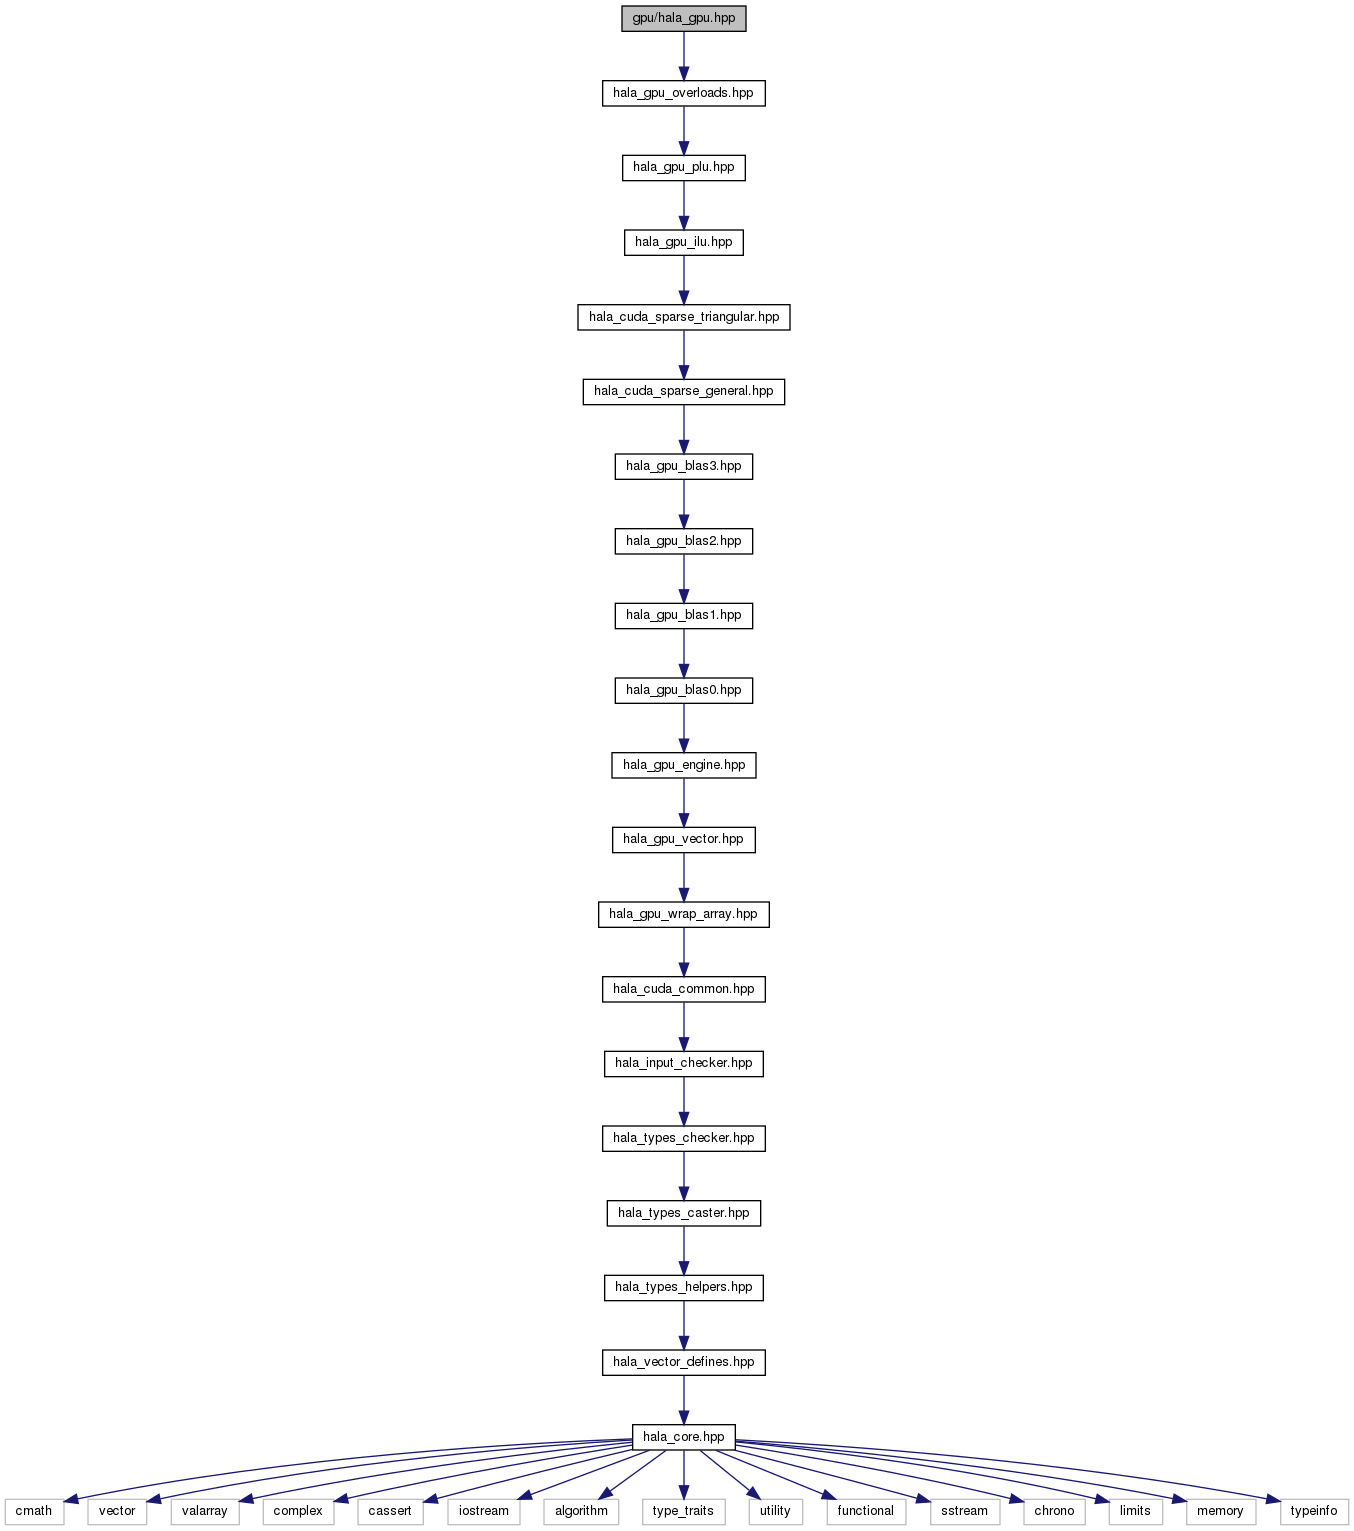 gpu/hala_gpu.hpp
hala_gpu_overloads.hpp
hala_gpu_plu.hpp
hala_gpu_ilu.hpp
hala_cuda_sparse_triangular.hpp
hala_cuda_sparse_general.hpp
hala_gpu_blas3.hpp
hala_gpu_blas2.hpp
hala_gpu_blas1.hpp
hala_gpu_blas0.hpp
hala_gpu_engine.hpp
hala_gpu_vector.hpp
hala_gpu_wrap_array.hpp
hala_cuda_common.hpp
hala_input_checker.hpp
hala_types_checker.hpp
hala_types_caster.hpp
hala_types_helpers.hpp
hala_vector_defines.hpp
hala_core.hpp
cmath vector valarray complex cassert iostream algorithm type_traits utility functional sstream chrono limits memory typeinfo